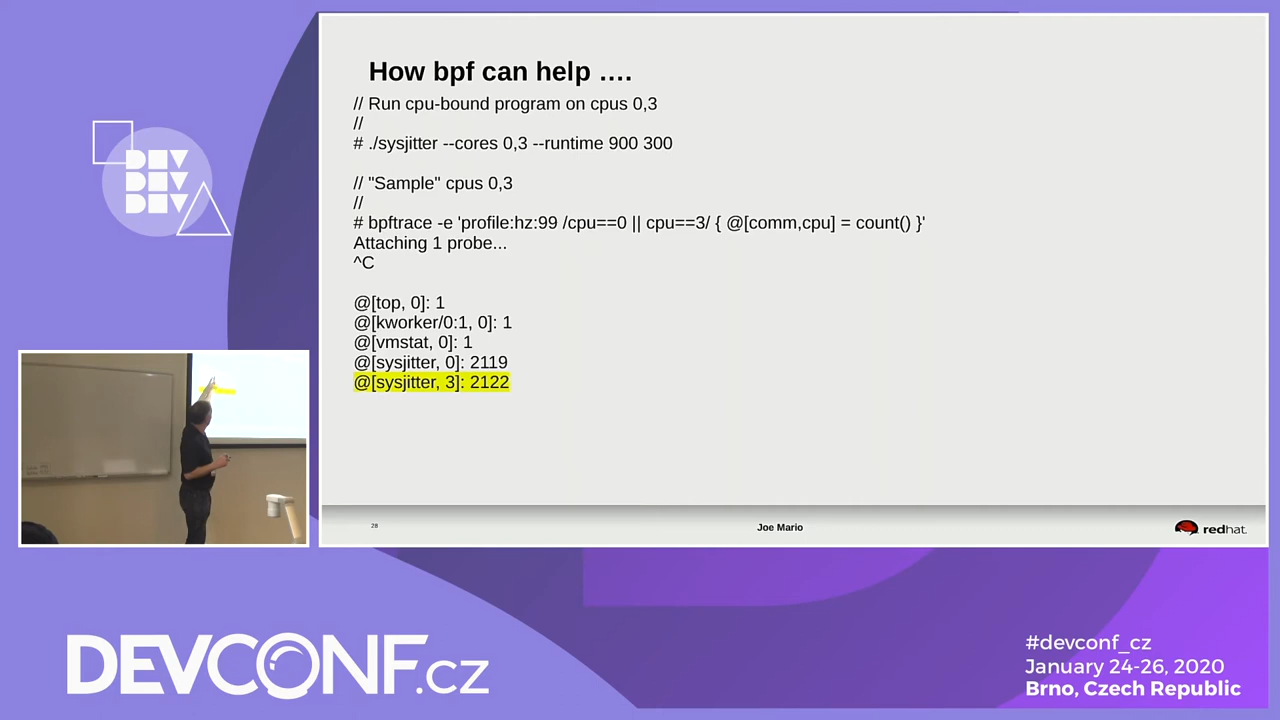 How bpf can help ....
// Run cpu-bound program on cpus 0,3
//
# ./sysjitter --cores 0,3 --runtime 900 300
// "Sample" cpus 0,3
//
# bpftrace -e 'profile:hz:99 /cpu==0 || cpu==3/ { @[comm,cpu] = count() }'
Attaching 1 probe...
^C
@[top, 0]: 1
@[kworker/0:1, 0]: 1
@[vmstat, 0]: 1
@[sysjitter, 0]: 2119
@[sysjitter, 3]: 2122
28
Joe Mario
redhat.
DEV
DEV
DEV
DEVCONF.cz
#devconf_cz
January 24-26, 2020
Brno, Czech Republic